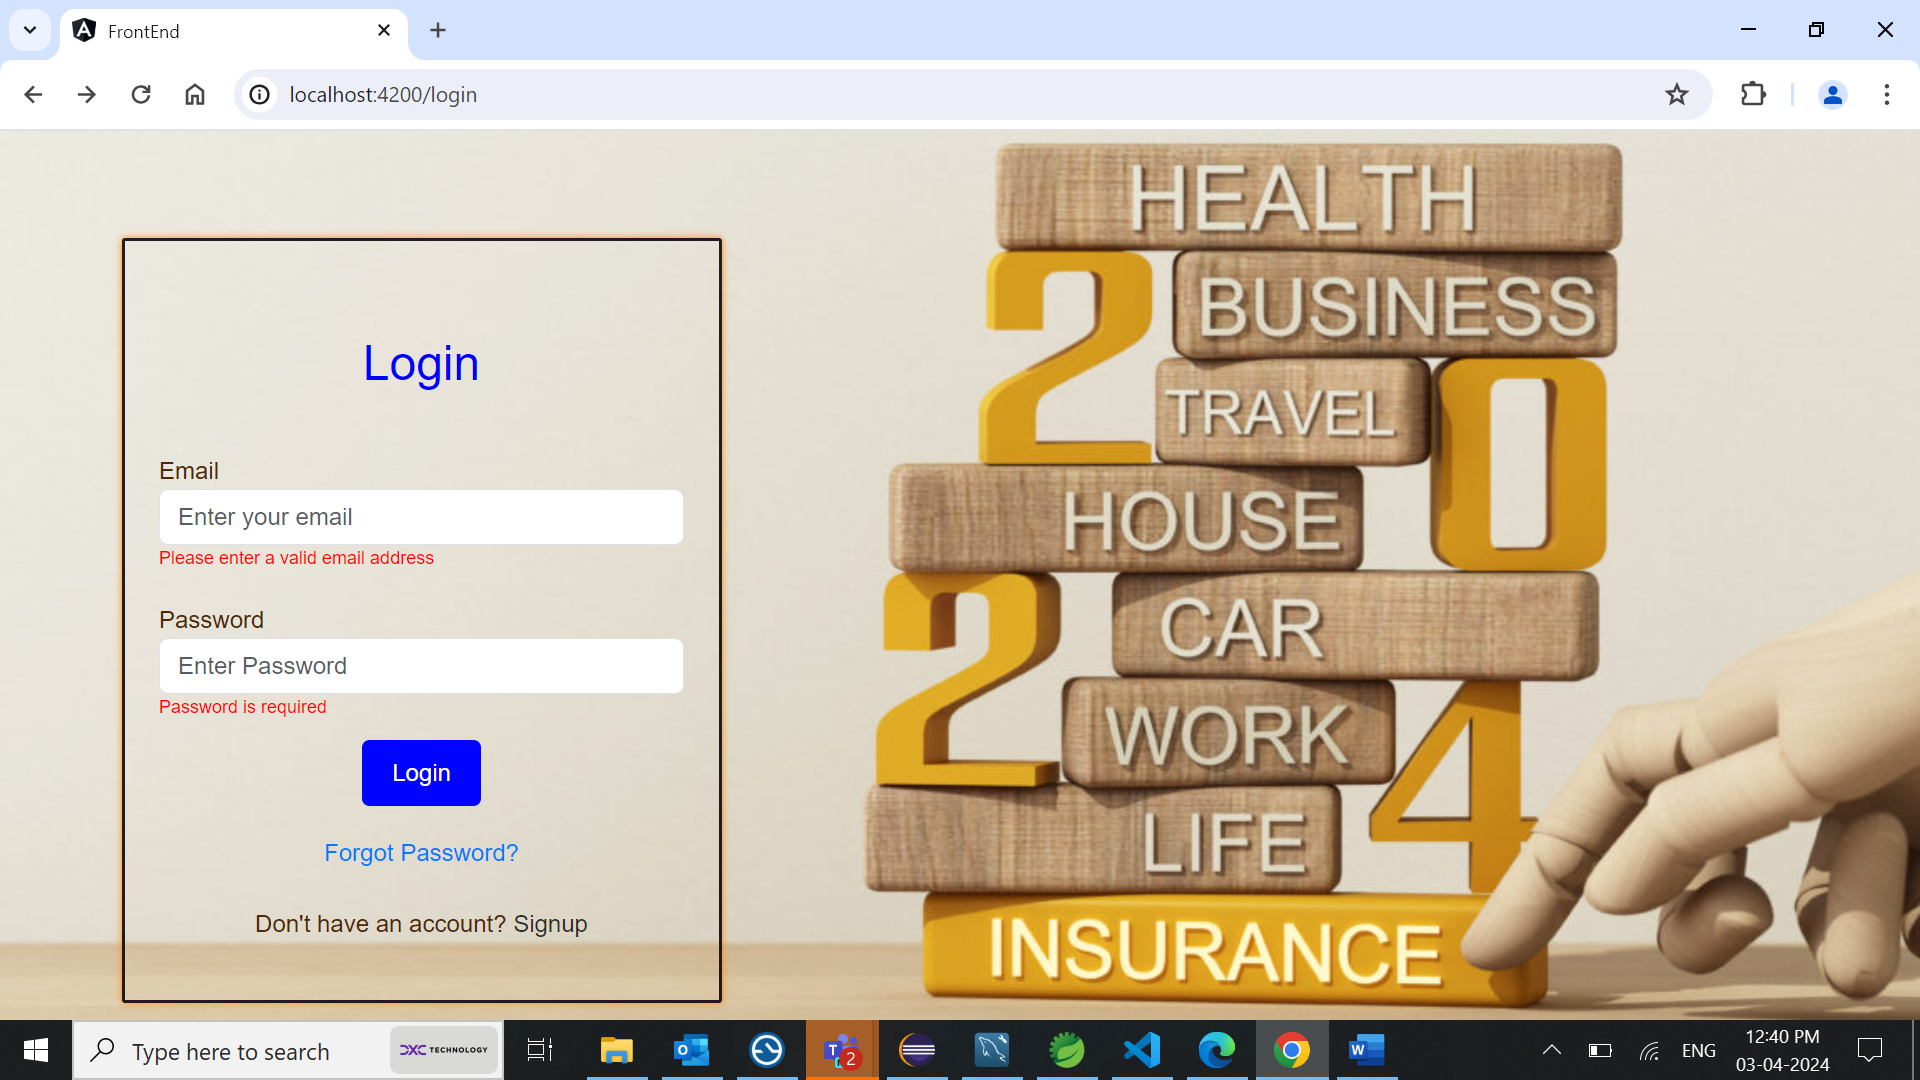 FrontEnd
localhost:4200/login
Login
Email
Enter your email
Please enter a valid email address
Password
Enter Password
Password is required
Login
Forgot Password?
Don't have an account? Signup
HEALTH
2 BUSINESS
TRAVEL 0
HOUSE
2 CAR
WORK 4
LIFE
INSURANCE
Type here to search
DXC TECHNOLOGY
T 2
W
ENG
12:40 PM
03-04-2024